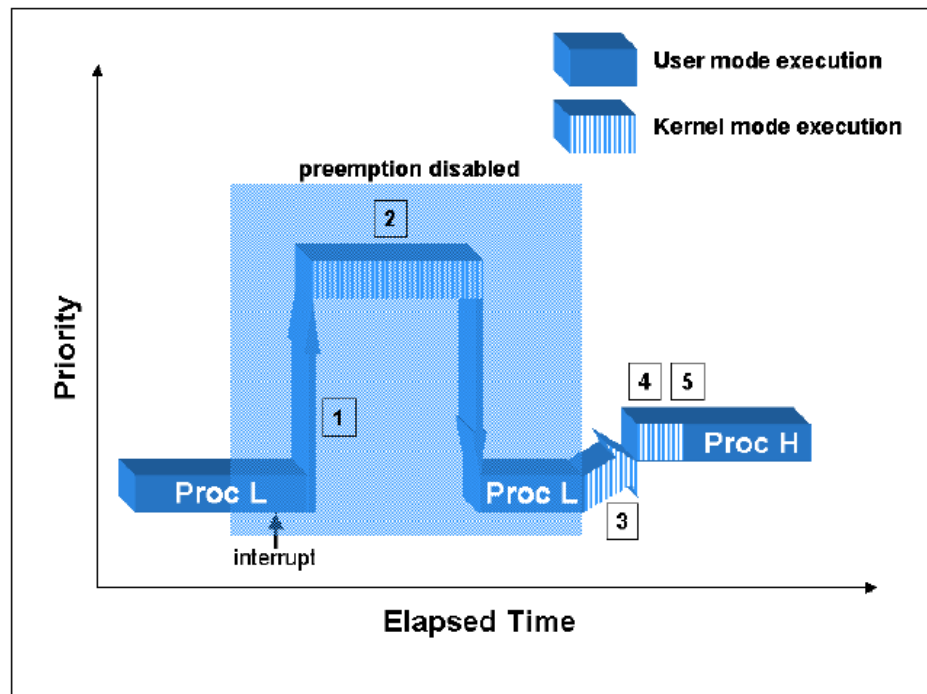 User mode execution
Kernel mode execution
preemption disabled
2
Priority
4 5
1
Proc H
Proc L
Proc L
3
interrupt
Elapsed Time